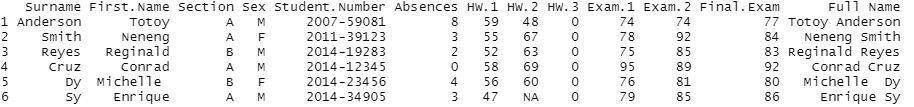 Surname First.Name Section Sex Student.Number Absences HW.1 HW.2 HW.3 Exam.1 Exam.2 Final.Exam Full Name
1 Anderson Totoy A M 2007-59081 8 59 48 0 74 74 77 Totoy Anderson
2 Smith Neneng A F 2011-39123 3 55 67 0 78 92 84 Neneng Smith
3 Reyes Reginald B M 2014-19283 2 52 63 0 75 85 83 Reginald Reyes
4 Cruz Conrad A M 2014-12345 0 58 69 0 95 89 92 Conrad Cruz
5 Dy Michelle B F 2014-23456 4 56 60 0 76 81 80 Michelle Dy
6 Sy Enrique A M 2014-34905 3 47 NA 0 79 85 86 Enrique Sy